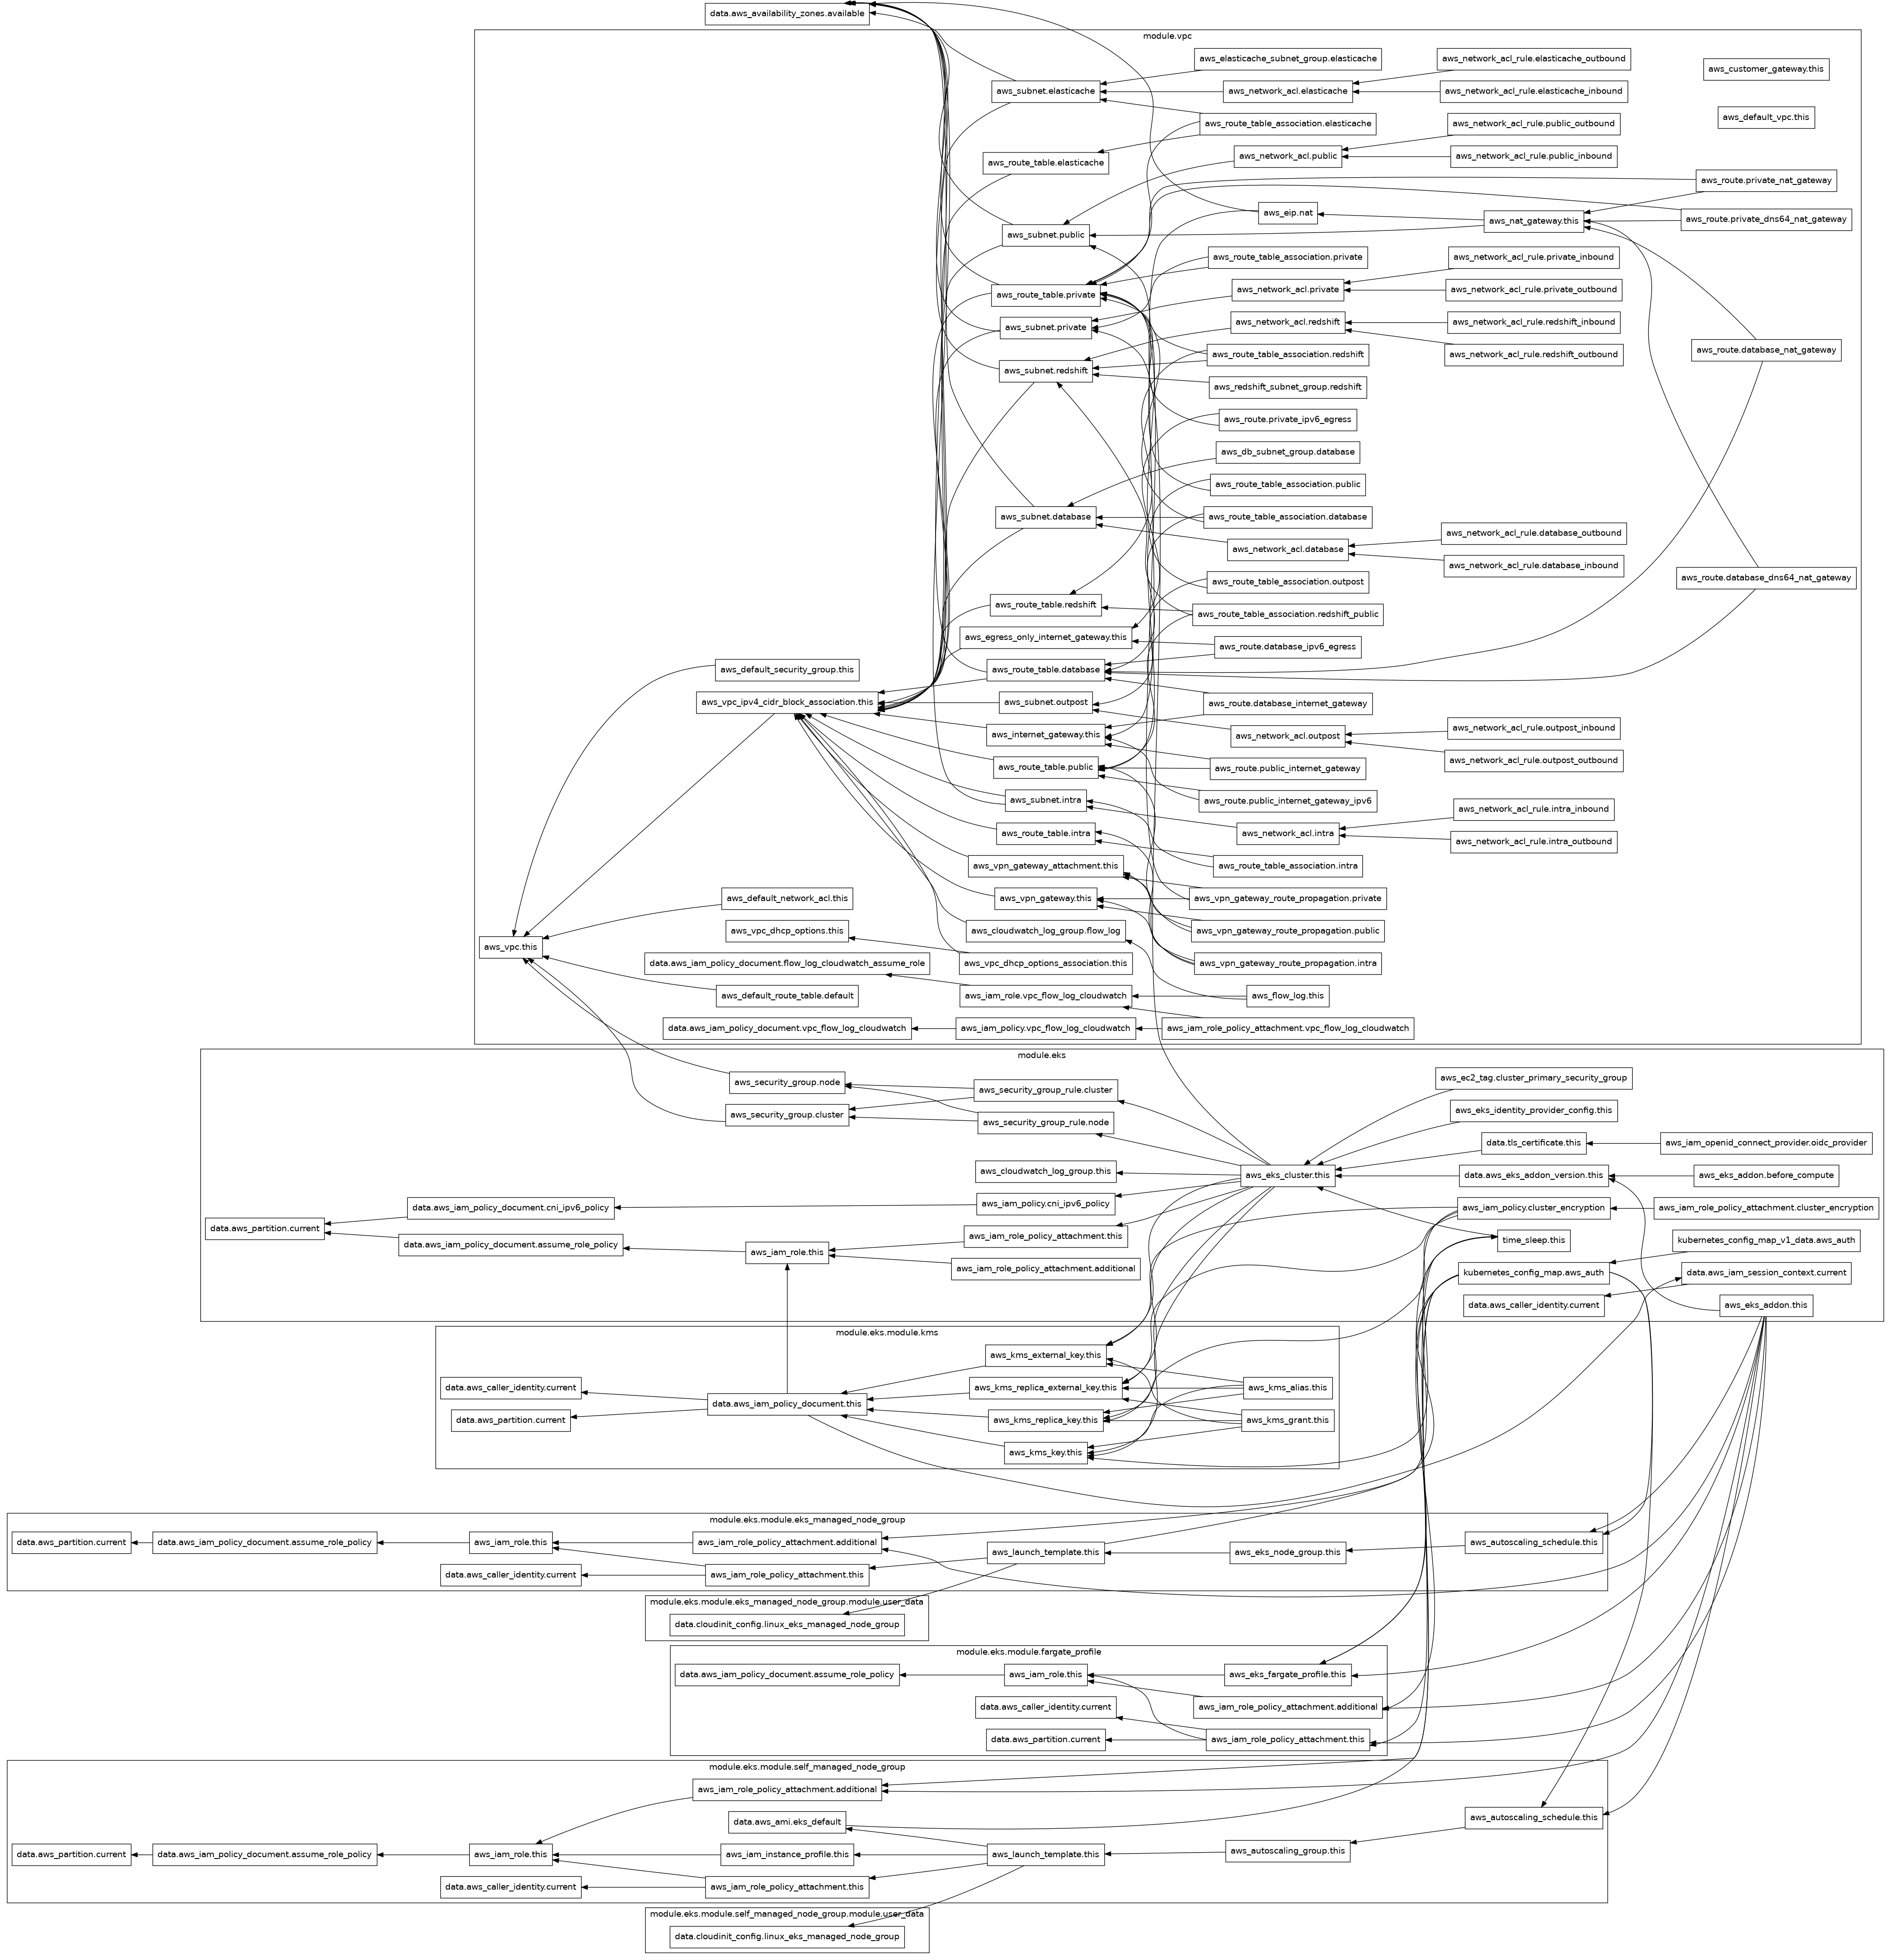 data.aws_availability_zones.available
module.vpc
aws_elasticache_subnet_group.elasticache
aws_network_acl_rule.elasticache_outbound
aws_customer_gateway.this
aws_subnet.elasticache
aws_network_acl.elasticache
aws_network_acl_rule.elasticache_inbound
aws_default_vpc.this
aws_route_table_association.elasticache
aws_network_acl_rule.public_outbound
aws_route_table.elasticache
aws_network_acl.public
aws_network_acl_rule.public_inbound
aws_route.private_nat_gateway
aws_eip.nat
aws_nat_gateway.this
aws_route.private_dns64_nat_gateway
aws_subnet.public
aws_route_table_association.private
aws_network_acl_rule.private_inbound
aws_route_table.private
aws_network_acl.private
aws_network_acl_rule.private_outbound
aws_subnet.private
aws_network_acl.redshift
aws_network_acl_rule.redshift_inbound
aws_route_table_association.redshift
aws_network_acl_rule.redshift_outbound
aws_route.database_nat_gateway
aws_subnet.redshift
aws_redshift_subnet_group.redshift
aws_route.private_ipv6_egress
aws_db_subnet_group.database
aws_route_table_association.public
aws_subnet.database
aws_route_table_association.database
aws_network_acl_rule.database_outbound
aws_network_acl.database
aws_network_acl_rule.database_inbound
aws_route_table_association.outpost
aws_route.database_dns64_nat_gateway
aws_route_table.redshift
aws_route_table_association.redshift_public
aws_egress_only_internet_gateway.this
aws_route.database_ipv6_egress
aws_default_security_group.this
aws_route_table.database
aws_vpc_ipv4_cidr_block_association.this
aws_subnet.outpost
aws_route.database_internet_gateway
aws_internet_gateway.this
aws_network_acl.outpost
aws_network_acl_rule.outpost_inbound
aws_route_table.public
aws_route.public_internet_gateway
aws_network_acl_rule.outpost_outbound
aws_subnet.intra
aws_route.public_internet_gateway_ipv6
aws_network_acl_rule.intra_inbound
aws_route_table.intra
aws_network_acl.intra
aws_network_acl_rule.intra_outbound
aws_vpn_gateway_attachment.this
aws_route_table_association.intra
aws_default_network_acl.this
aws_vpn_gateway.this
aws_vpn_gateway_route_propagation.private
aws_vpc_dhcp_options.this
aws_cloudwatch_log_group.flow_log
aws_vpn_gateway_route_propagation.public
aws_vpc.this
data.aws_iam_policy_document.flow_log_cloudwatch_assume_role
aws_vpc_dhcp_options_association.this
aws_vpn_gateway_route_propagation.intra
aws_default_route_table.default
aws_iam_role.vpc_flow_log_cloudwatch
aws_flow_log.this
data.aws_iam_policy_document.vpc_flow_log_cloudwatch
aws_iam_policy.vpc_flow_log_cloudwatch
aws_iam_role_policy_attachment.vpc_flow_log_cloudwatch
module.eks
aws_security_group.node
aws_security_group_rule.cluster
aws_ec2_tag.cluster_primary_security_group
aws_security_group.cluster
aws_security_group_rule.node
aws_eks_identity_provider_config.this
data.tls_certificate.this
aws_iam_openid_connect_provider.oidc_provider
aws_cloudwatch_log_group.this
aws_eks_cluster.this
data.aws_eks_addon_version.this
aws_eks_addon.before_compute
data.aws_iam_policy_document.cni_ipv6_policy
aws_iam_policy.cni_ipv6_policy
aws_iam_policy.cluster_encryption
aws_iam_role_policy_attachment.cluster_encryption
data.aws_partition.current
data.aws_iam_policy_document.assume_role_policy
aws_iam_role.this
aws_iam_role_policy_attachment.this
time_sleep.this
kubernetes_config_map_v1_data.aws_auth
aws_iam_role_policy_attachment.additional
kubernetes_config_map.aws_auth
data.aws_iam_session_context.current
data.aws_caller_identity.current
aws_eks_addon.this
module.eks.module.kms
aws_kms_external_key.this
data.aws_caller_identity.current
data.aws_iam_policy_document.this
aws_kms_replica_external_key.this
aws_kms_alias.this
data.aws_partition.current
aws_kms_replica_key.this
aws_kms_grant.this
aws_kms_key.this
module.eks.module.eks_managed_node_group
data.aws_partition.current
data.aws_iam_policy_document.assume_role_policy
aws_iam_role.this
aws_iam_role_policy_attachment.additional
aws_launch_template.this
aws_eks_node_group.this
aws_autoscaling_schedule.this
data.aws_caller_identity.current
aws_iam_role_policy_attachment.this
module.eks.module.eks_managed_node_group.module.user_data
data.cloudinit_config.linux_eks_managed_node_group
module.eks.module.fargate_profile
data.aws_iam_policy_document.assume_role_policy
aws_iam_role.this
aws_eks_fargate_profile.this
data.aws_caller_identity.current
aws_iam_role_policy_attachment.additional
data.aws_partition.current
aws_iam_role_policy_attachment.this
module.eks.module.self_managed_node_group
aws_iam_role_policy_attachment.additional
data.aws_ami.eks_default
aws_autoscaling_schedule.this
data.aws_partition.current
data.aws_iam_policy_document.assume_role_policy
aws_iam_role.this
aws_iam_instance_profile.this
aws_launch_template.this
aws_autoscaling_group.this
data.aws_caller_identity.current
aws_iam_role_policy_attachment.this
module.eks.module.self_managed_node_group.module.user_data
data.cloudinit_config.linux_eks_managed_node_group